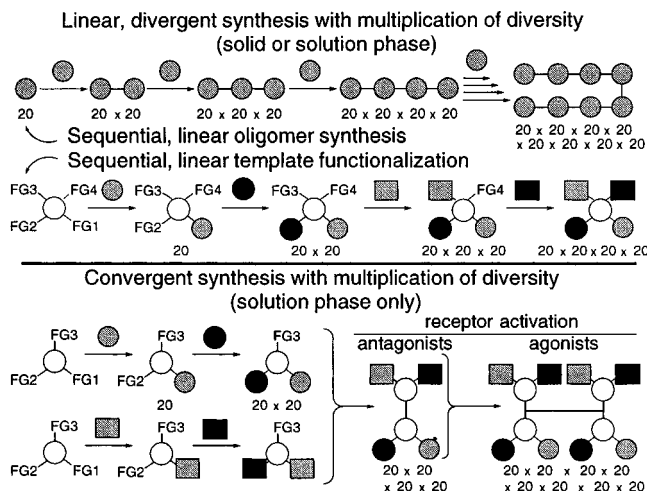 Linear, divergent synthesis with multiplication of diversity
(solid or solution phase)
20
20 x 20
20 x 20 x 20
20 x 20 x 20 x 20
20 x 20 x 20 x 20
x 20 x 20 x 20 x 20
Sequential, linear oligomer synthesis
Sequential, linear template functionalization
FG3 FG4
FG2 FG1
FG3 FG4
FG2
20
FG3 FG4
20 x 20
FG4
20 x 20 x 20
20 x 20 x 20 x 20
Convergent synthesis with multiplication of diversity
(solution phase only)
receptor activation
antagonists agonists
FG3
FG2 FG1
FG3
FG2
20
FG3
20 x 20
FG3
FG2 FG1
FG3
FG2
FG3
20 x 20
x 20 x 20
20 x 20 x 20 x 20
x 20 x 20 x 20 x 20